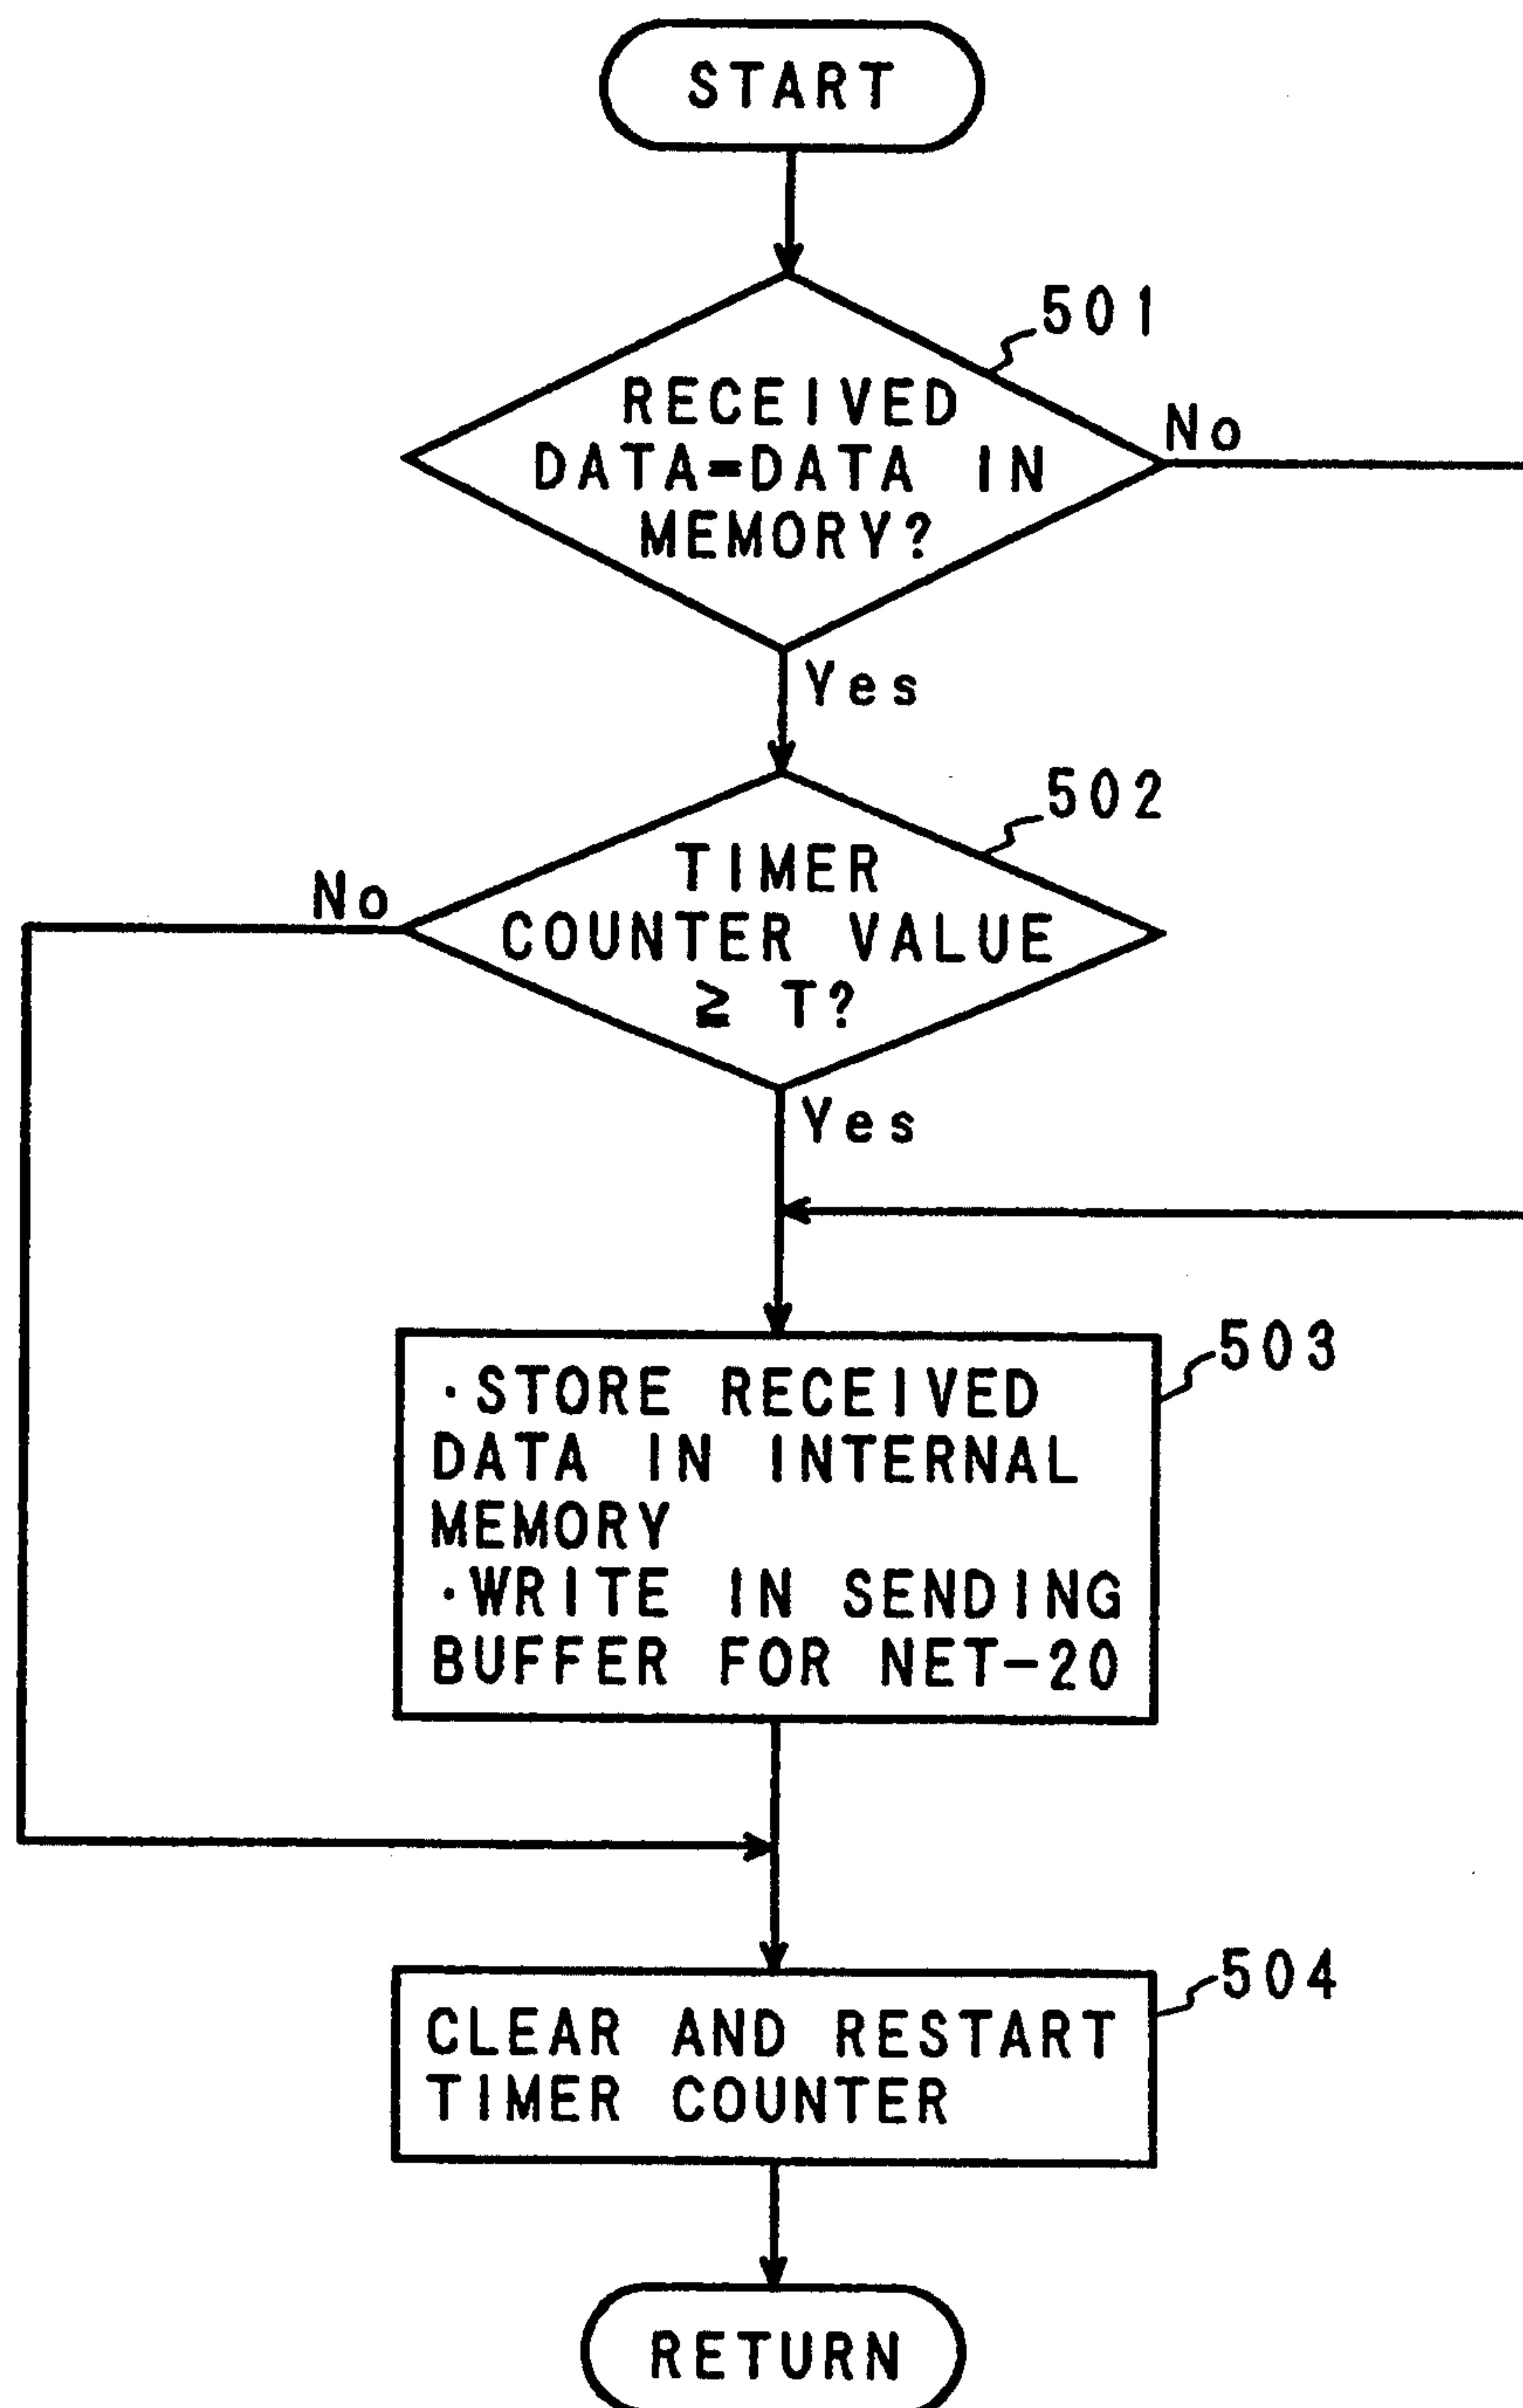 START
501
RECEIVED
DATA=DATA IN
MEMORY?
No
Yes
502
TIMER
COUNTER VALUE
≧ T?
No
Yes
503
·STORE RECEIVED
DATA IN INTERNAL
MEMORY
·WRITE IN SENDING
BUFFER FOR NET-20
504
CLEAR AND RESTART
TIMER COUNTER
RETURN